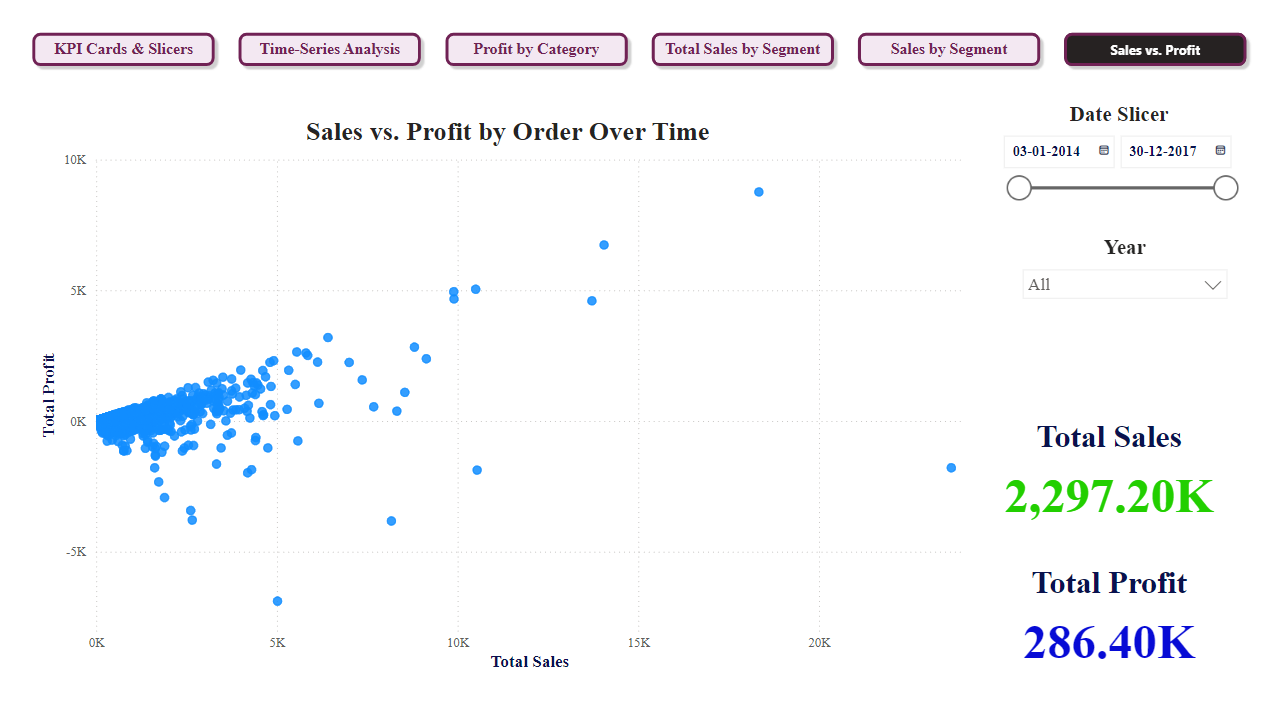 KPI Cards & Slicers
Time-Series Analysis
Profit by Category
Total Sales by Segment
Sales by Segment
Sales vs. Profit
Sales vs. Profit by Order Over Time
10K
5K
0K
-5K
Total Profit
0K
5K
10K
15K
20K
Total Sales
Date Slicer
03-01-2014
30-12-2017
Year
All
Total Sales
2,297.20K
Total Profit
286.40K